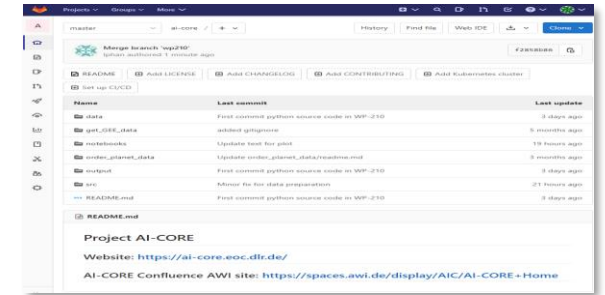 Projects Groups More
A
master ai-core / + History Find file Web IDE Clone
Merge branch 'wp210'
tphan authored 1 minute ago
README Add LICENSE Add CHANGELOG Add CONTRIBUTING Add Kubernetes cluster
Set up CI/CD
Name Last commit Last update
data First commit python source code in WP-210 3 days ago
get_GEE_data added gitignore 5 months ago
notebooks Update text for plot 19 hours ago
order_planet_data Update order_planet_data/readme.md 3 months ago
output First commit python source code in WP-210 3 days ago
src Minor fix for data preparation 21 hours ago
README.md First commit python source code in WP-210 3 days ago
README.md
Project AI-CORE
Website: https://ai-core.eoc.dlr.de/
AI-CORE Confluence AWI site: https://spaces.awi.de/display/AIC/AI-CORE+Home